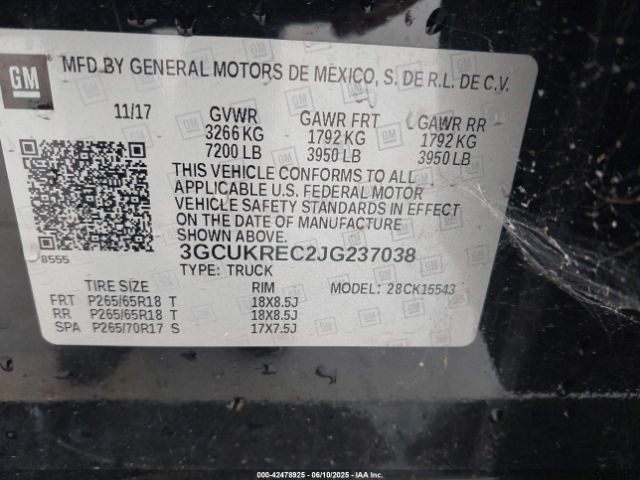 GM
MFD BY GENERAL MOTORS DE MEXICO, S. DE R.L. DE C.V.
11/17 GVWR GAWR FRT GAWR RR
3266 KG 1792 KG 1792 KG
7200 LB 3950 LB 3950 LB
THIS VEHICLE CONFORMS TO ALL
APPLICABLE U.S. FEDERAL MOTOR
VEHICLE SAFETY STANDARDS IN EFFECT
ON THE DATE OF MANUFACTURE
SHOWN ABOVE.
8555
3GCUKREC2JG237038
TYPE: TRUCK
TIRE SIZE RIM MODEL: 28CK15543
FRT P265/65R18 T 18X8.5J
RR P265/65R18 T 18X8.5J
SPA P265/70R17 S 17X7.5J
000-42478925 - 06/10/2025 - IAA Inc.